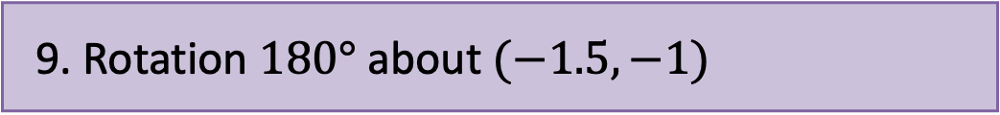 9. Rotation 180° about (−1.5, −1)